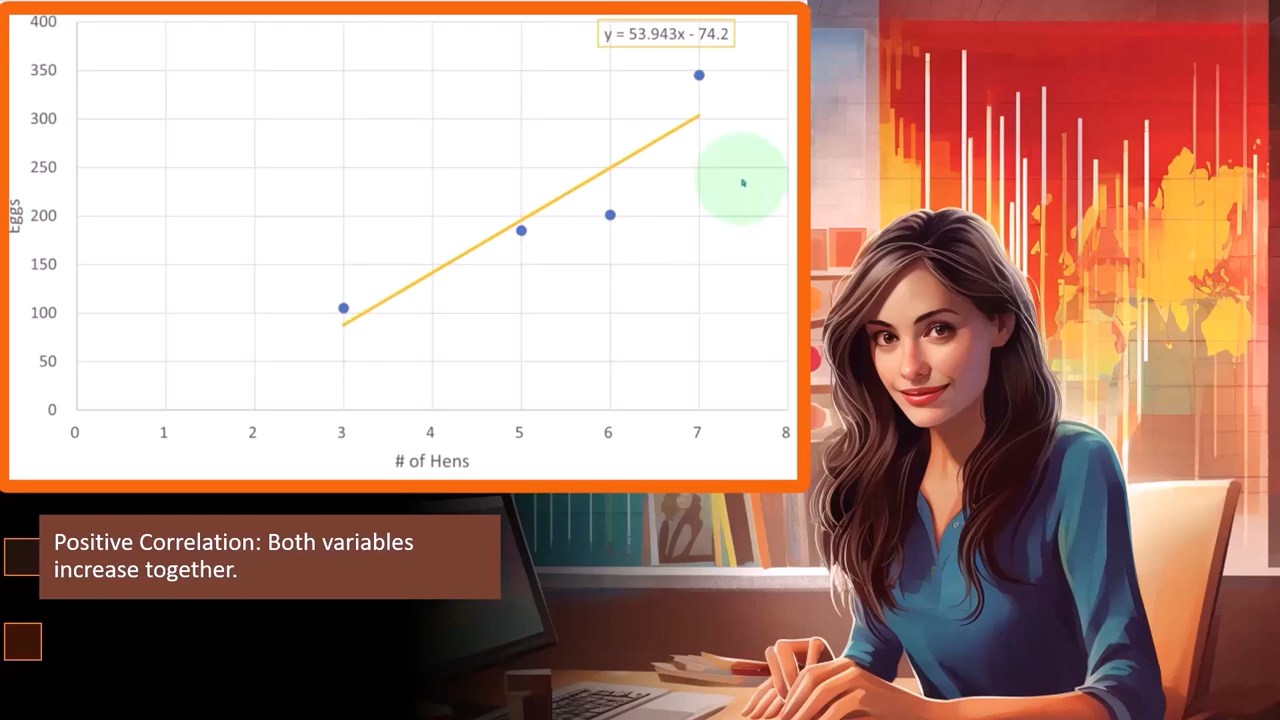 400
y = 53.943x - 74.2
350
300
250
200
150
100
50
0
Eggs
0 1 2 3 4 5 6 7 8
# of Hens
Positive Correlation: Both variables
increase together.